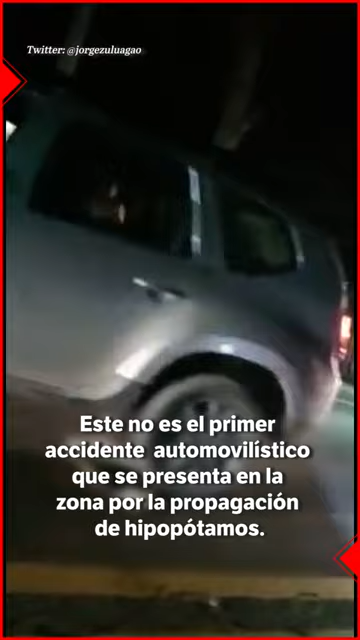 Twitter: @jorgezuluagao
Este no es el primer
accidente automovilístico
que se presenta en la
zona por la propagación
de hipopótamos.